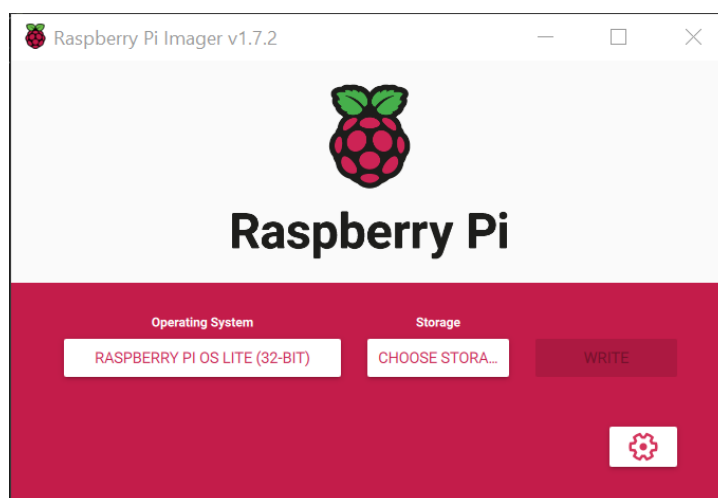 Raspberry Pi Imager v1.7.2
Raspberry Pi
Operating System
Storage
RASPBERRY PI OS LITE (32-BIT)
CHOOSE STORA...
WRITE